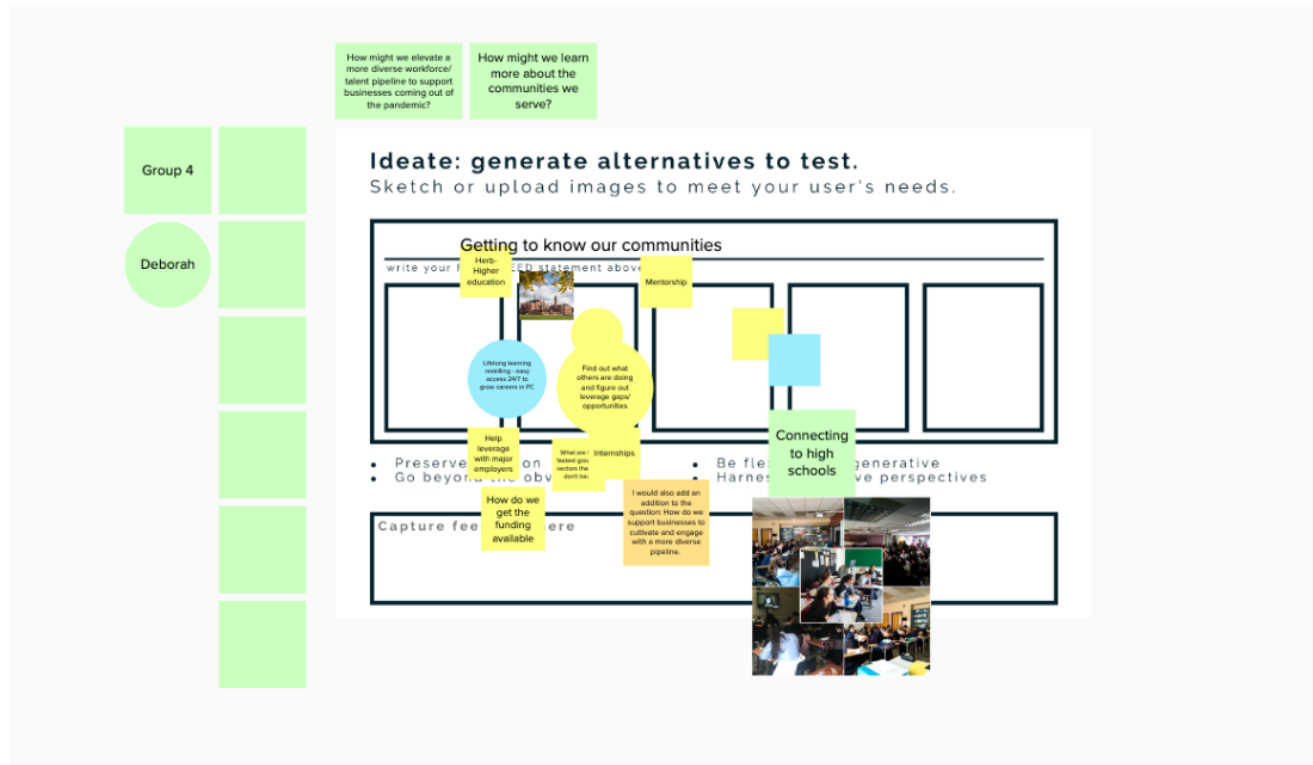 How might we elevate a
more diverse workforce/
talent pipeline to support
businesses coming out of
the pandemic?
How might we learn
more about the
communities we
serve?
Group 4
Deborah
Ideate: generate alternatives to test.
Sketch or upload images to meet your user's needs.
Getting to know our communities
write your
EED statement above
Herb-
Higher
education
Mentorship
Lifelong learning
reskilling - easy
access 24/7 to
grow careers in PC
Find out what
others are doing
and figure out
leverage gaps/
opportunities
Help
leverage
with major
employers
What are
fastest
sectors
don't
Internships
Connecting
to high
schools
• Preserve
• Go beyond the
• Be
generative
•
perspectives
How do we
get the
funding
available
I would also add an
addition to the
question: How do we
support businesses to
cultivate and engage
with a more diverse
pipeline.
Capture